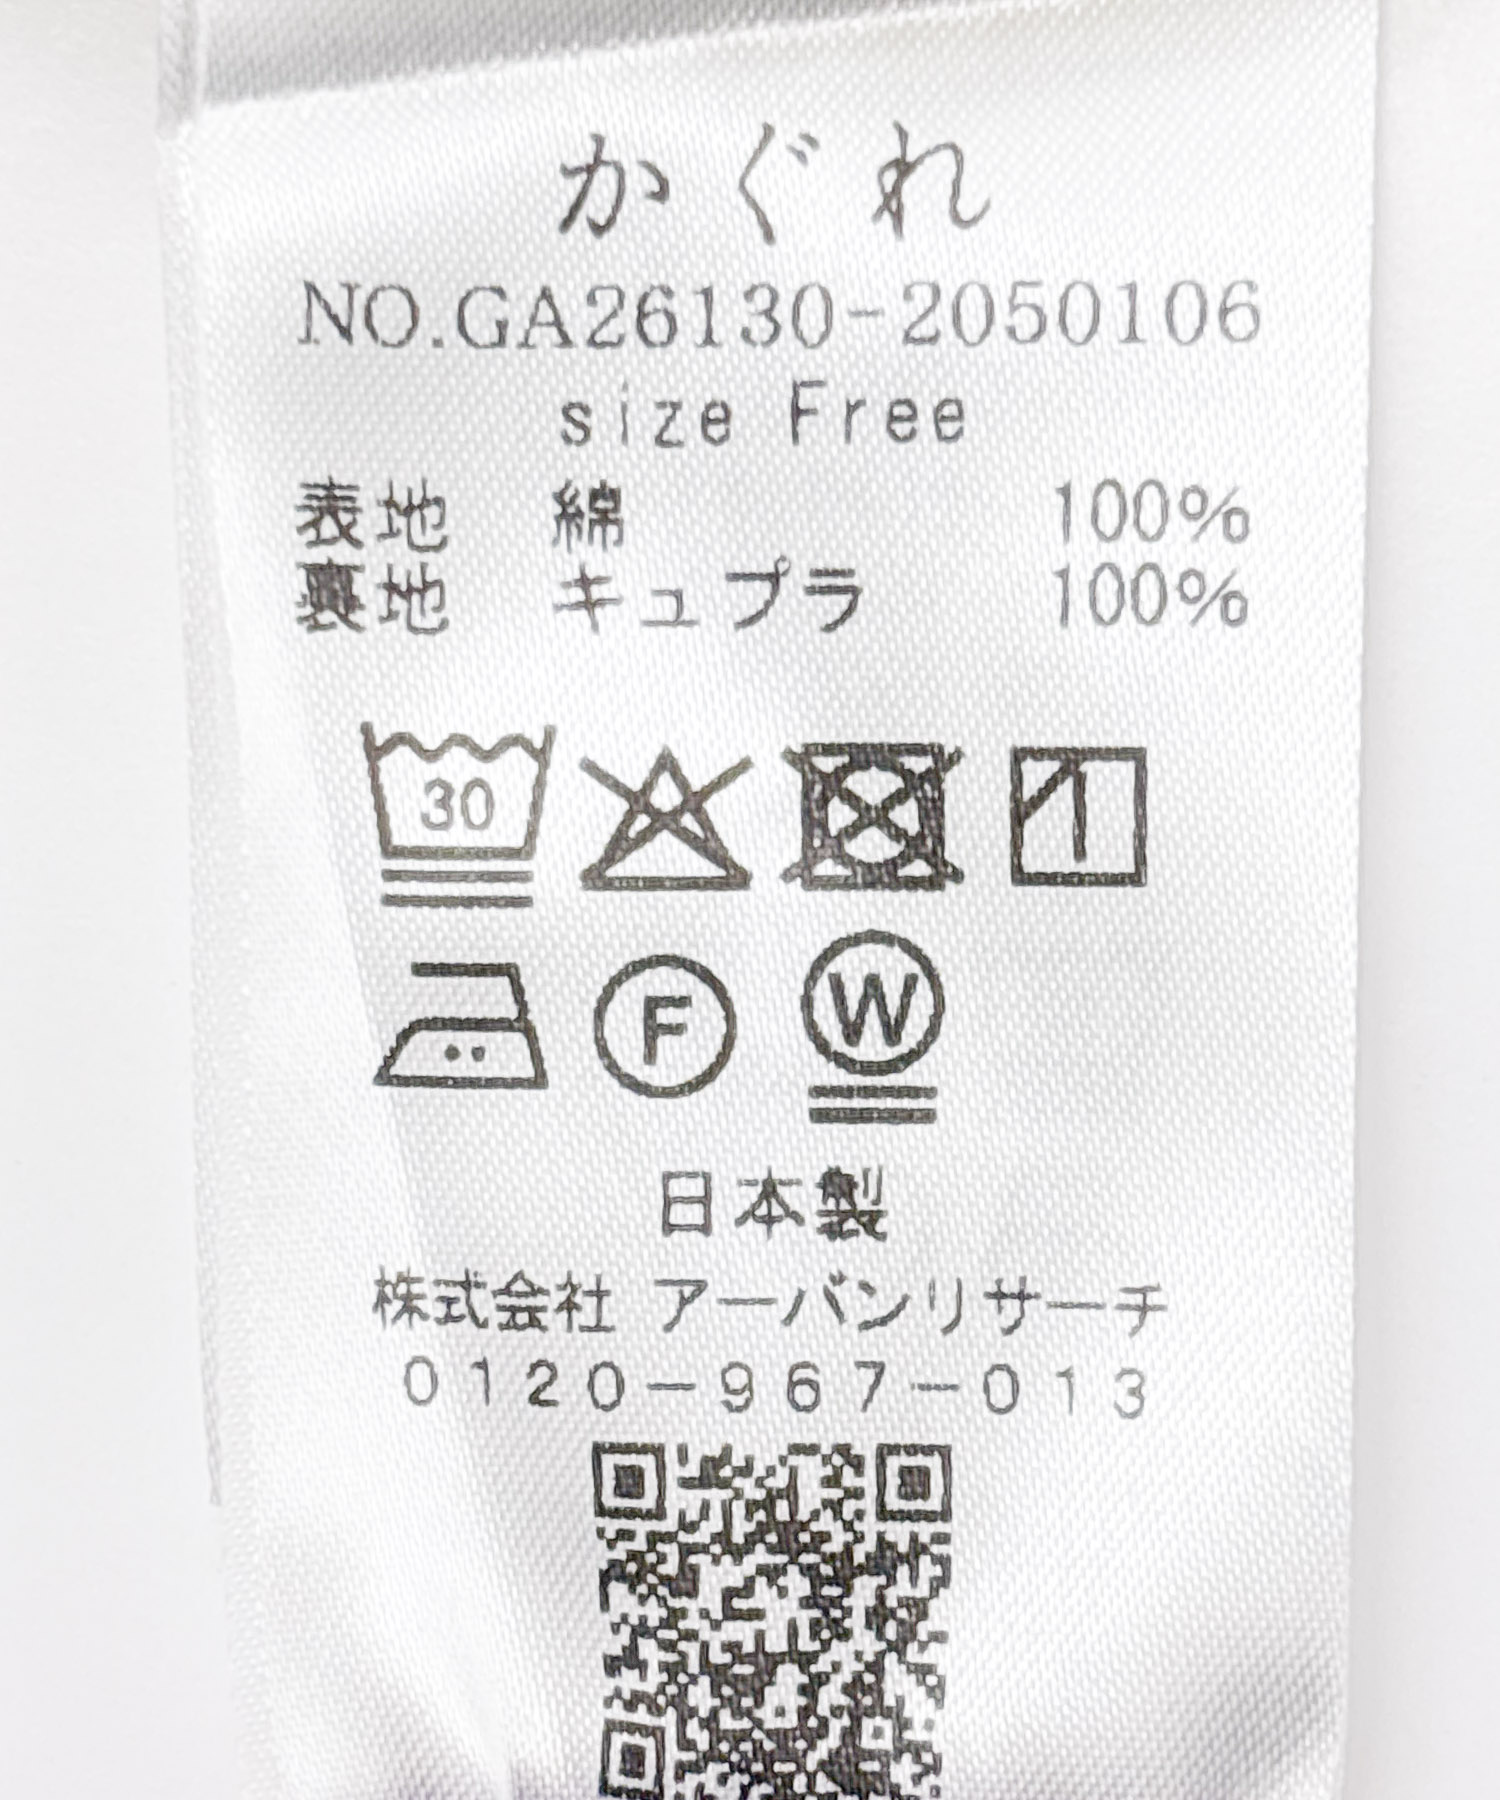 かぐれ
NO.GA26130-2050106
size Free
表地 綿 100%
裏地 キュプラ 100%
30
F
W
日本製
株式会社 アーバンリサーチ
0120-967-013